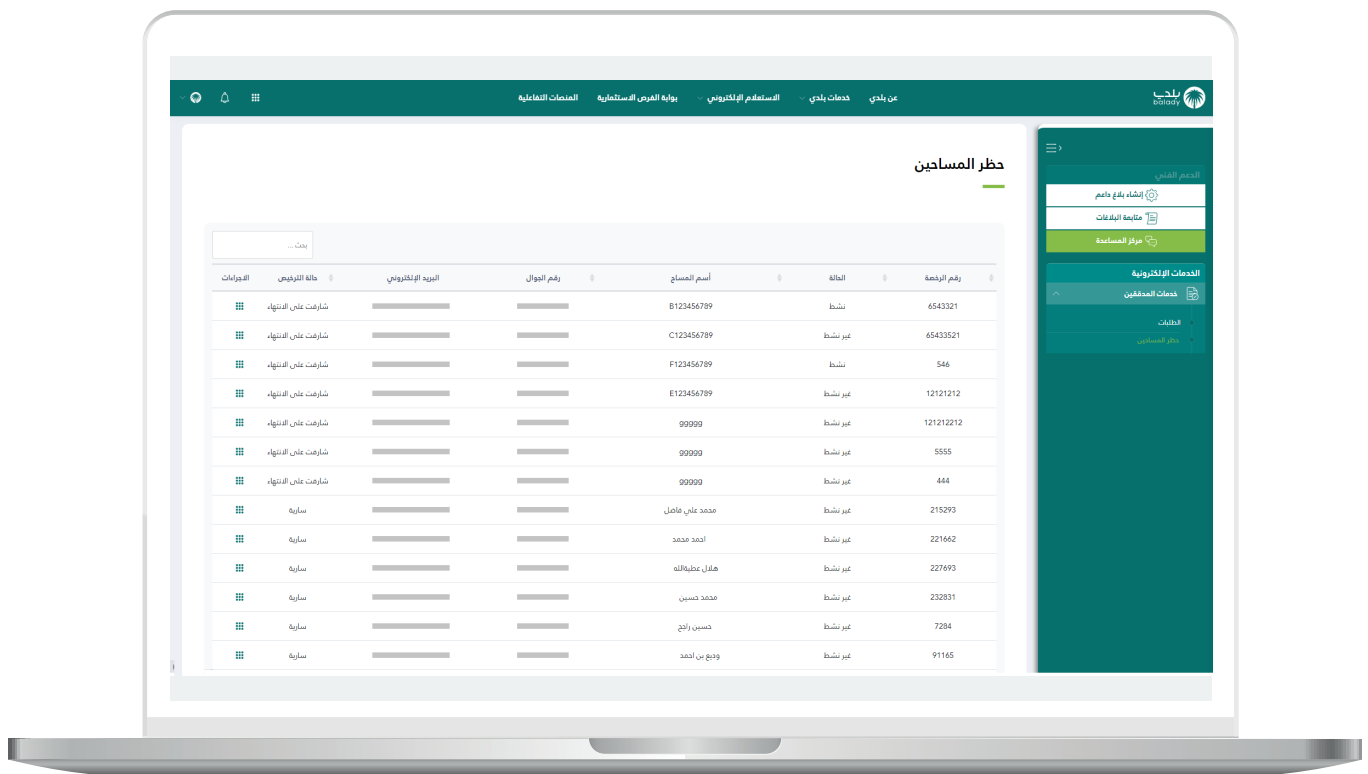 بلدي
balady
عن بلدي خدمات بلدي الاستعلام الإلكتروني بوابة الفرص الاستثمارية المنصات التفاعلية
الدعم الفني
إنشاء بلاغ داعم
متابعة البلاغات
مركز المساعدة
الخدمات الإلكترونية
خدمات المدققين
الطلبات
حظر المساحين
حظر المساحين
بحث ...
رقم الرخصة الحالة أسم المساح رقم الجوال البريد الإلكتروني حالة الترخيص الاجراءات
6543321 نشط B123456789 شارفت على الانتهاء
65433521 غير نشط C123456789 شارفت على الانتهاء
546 نشط F123456789 شارفت على الانتهاء
12121212 غير نشط E123456789 شارفت على الانتهاء
121212212 غير نشط ggggg شارفت على الانتهاء
5555 غير نشط ggggg شارفت على الانتهاء
444 غير نشط ggggg شارفت على الانتهاء
215293 غير نشط محمد علي فاضل سارية
221662 غير نشط احمد محمد سارية
227693 غير نشط هلال عطيةالله سارية
232831 غير نشط محمد حسين سارية
7284 غير نشط حسين راجح سارية
91165 غير نشط وديع بن احمد سارية